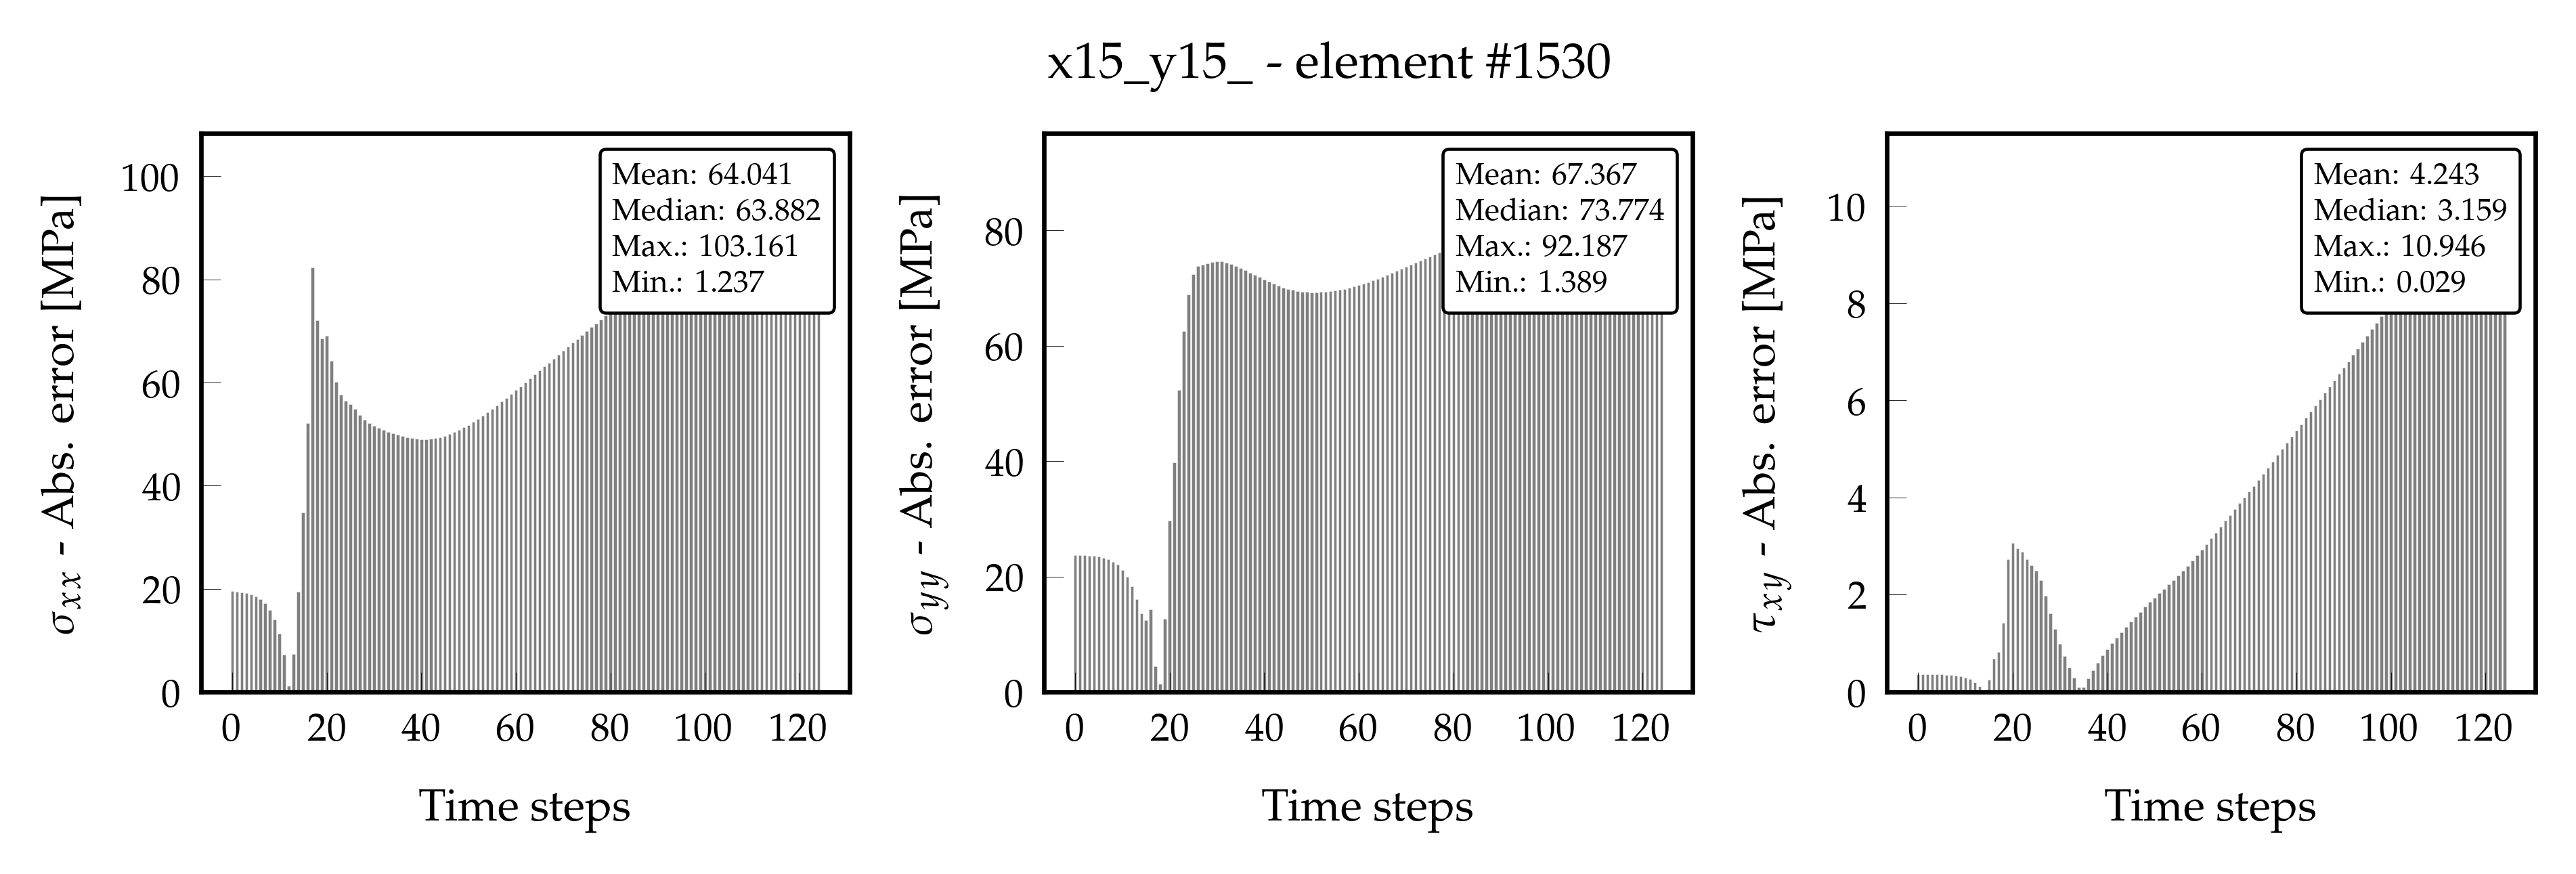 x15_y15_ - element #1530
σxx - Abs. error [MPa]
100
80
60
40
20
0
Mean: 64.041
Median: 63.882
Max.: 103.161
Min.: 1.237
0 20 40 60 80 100 120
Time steps
σyy - Abs. error [MPa]
80
60
40
20
0
Mean: 67.367
Median: 73.774
Max.: 92.187
Min.: 1.389
0 20 40 60 80 100 120
Time steps
τxy - Abs. error [MPa]
10
8
6
4
2
0
Mean: 4.243
Median: 3.159
Max.: 10.946
Min.: 0.029
0 20 40 60 80 100 120
Time steps